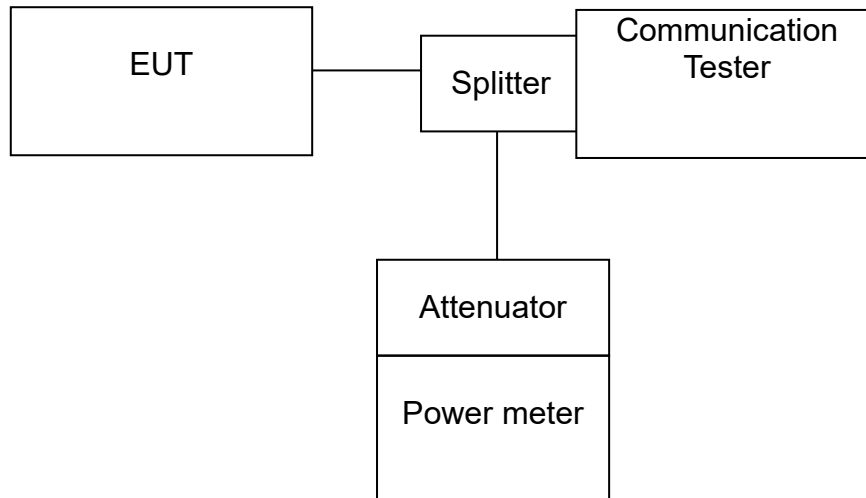 EUT
Splitter
Communication
Tester
Attenuator
Power meter